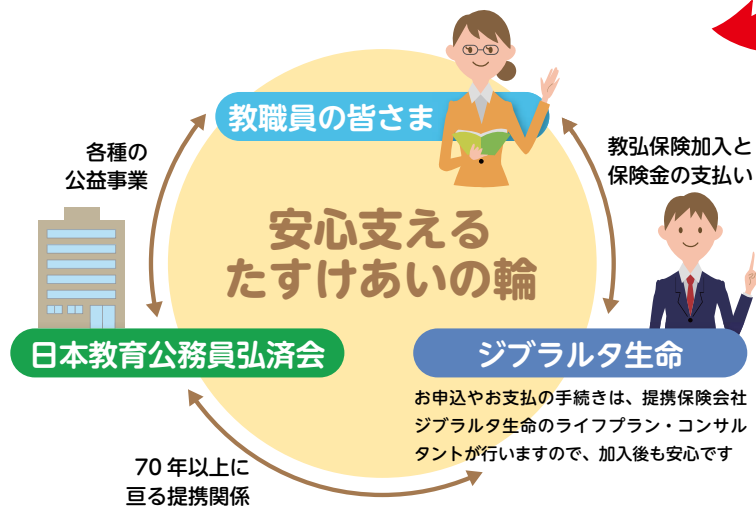 教職員の皆さま
各種の
公益事業
教弘保険加入と
保険金の支払い
安心支える
たすけあいの輪
日本教育公務員弘済会
ジブラルタ生命
お申込やお支払の手続きは、提携保険会社
ジブラルタ生命のライフプラン・コンサル
タントが行いますので、加入後も安心です
70年以上に
亘る提携関係